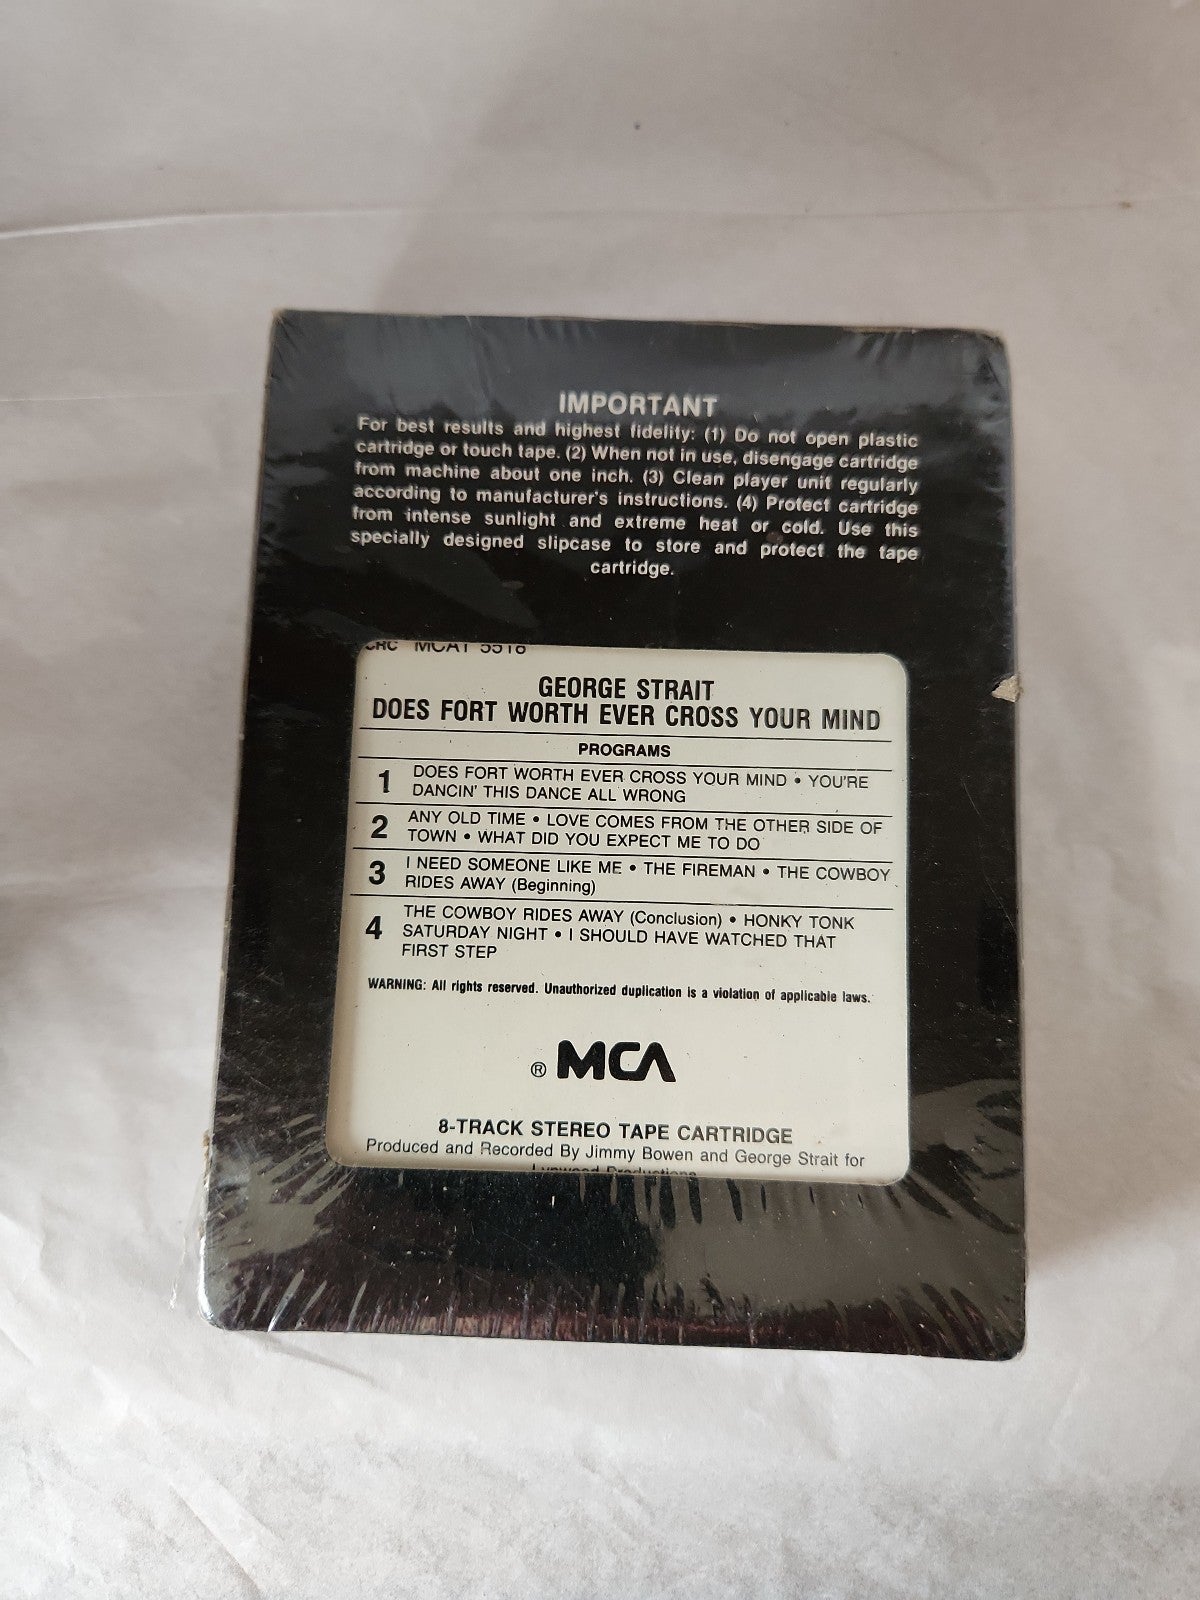 IMPORTANT
For best results and highest fidelity: (1) Do not open plastic
cartridge or touch tape. (2) When not in use, disengage cartridge
from machine about one inch. (3) Clean player unit regularly
according to manufacturer's instructions. (4) Protect cartridge
from intense sunlight and extreme heat or cold. Use this
specially designed slipcase to store and protect the tape
cartridge.
CRC MCAT 5518
GEORGE STRAIT
DOES FORT WORTH EVER CROSS YOUR MIND
PROGRAMS
1 DOES FORT WORTH EVER CROSS YOUR MIND • YOU'RE
DANCIN' THIS DANCE ALL WRONG
2 ANY OLD TIME • LOVE COMES FROM THE OTHER SIDE OF
TOWN • WHAT DID YOU EXPECT ME TO DO
3 I NEED SOMEONE LIKE ME • THE FIREMAN • THE COWBOY
RIDES AWAY (Beginning)
4 THE COWBOY RIDES AWAY (Conclusion) • HONKY TONK
SATURDAY NIGHT • I SHOULD HAVE WATCHED THAT
FIRST STEP
WARNING: All rights reserved. Unauthorized duplication is a violation of applicable laws.
® MCA
8-TRACK STEREO TAPE CARTRIDGE
Produced and Recorded By Jimmy Bowen and George Strait for
Lynwood Productions